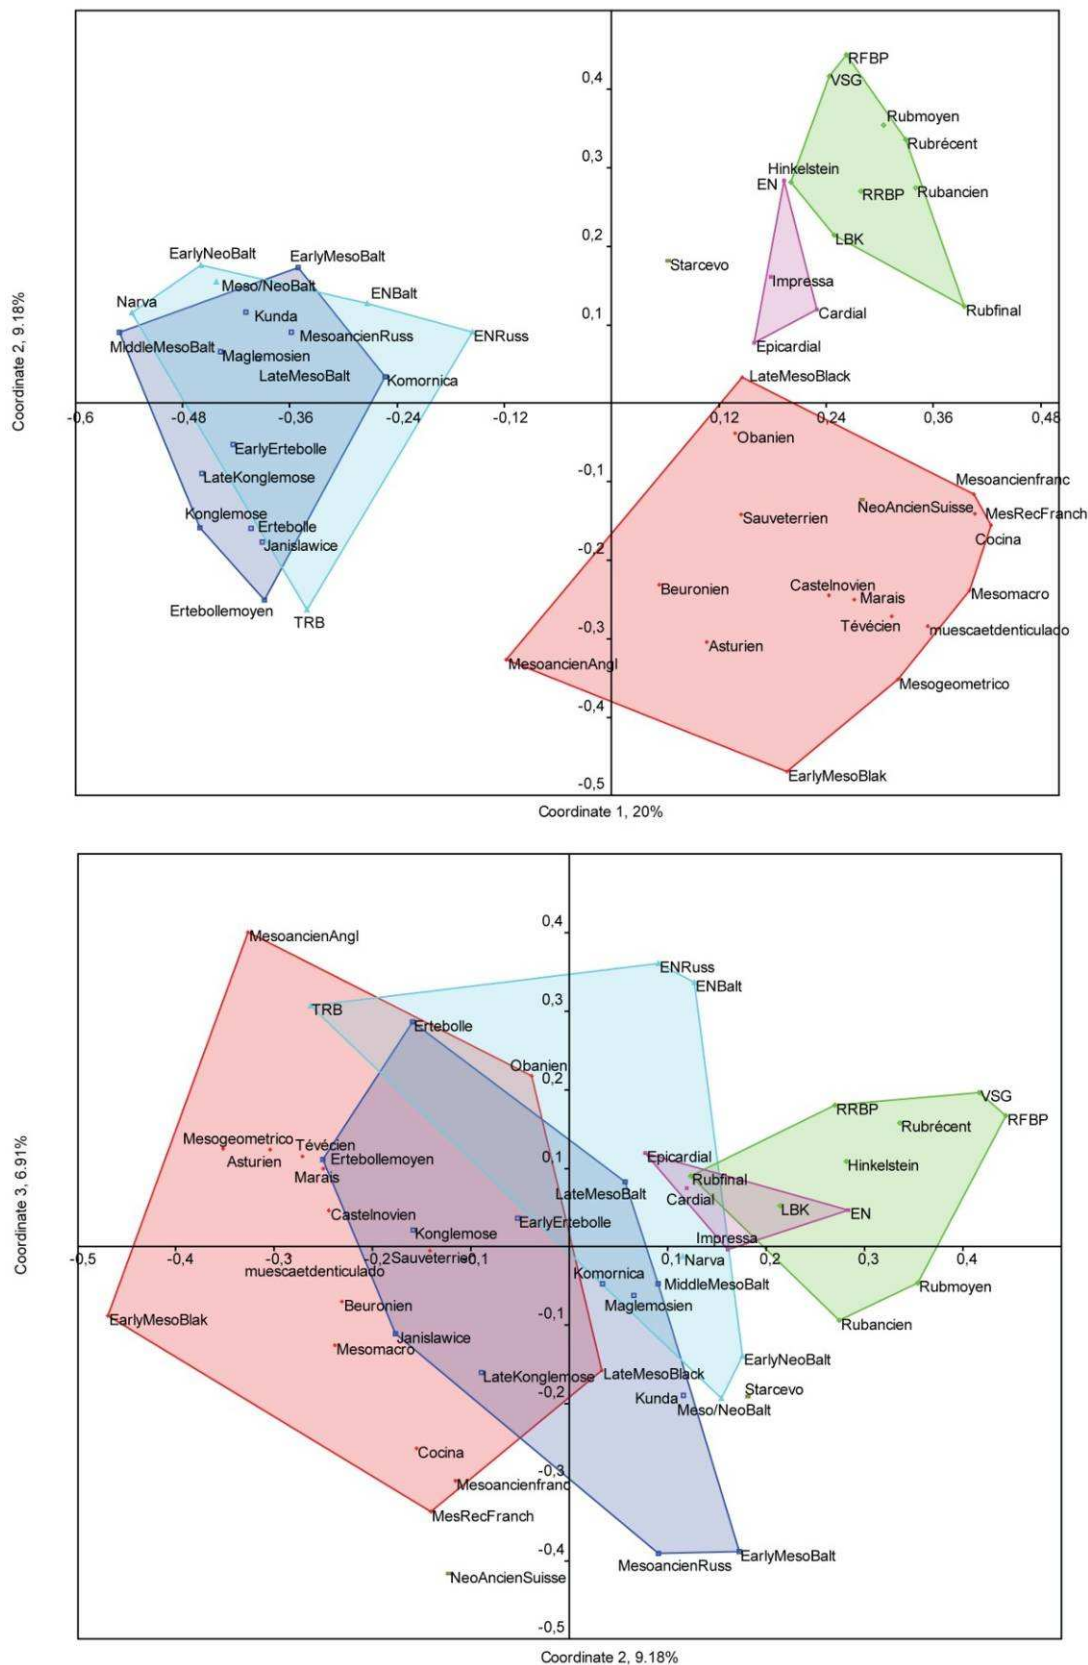 RFBP
0,4
VSG
Rubmoyen
Rubrécent
0,3
Hinkelstein
EN
RRBP
Rubancien
EarlyNeoBalt
EarlyMesoBalt
0,2
LBK
Starcevo
Meso/NeoBalt
Impressa
ENBalt
Narva
Kunda
Cardial
Rubfinal
0,1
MesoancienRuss
ENRuss
MiddleMesoBalt
Maglemosien
Epicardial
LateMesoBalt
Komornica
LateMesoBlack
-0,6
-0,48
-0,36
-0,24
-0,12
0,12
0,24
0,36
0,48
Coordinate 2, 9.18%
Obanien
EarlyErtebolle
-0,1
LateKonglemose
Mesoancienfranc
NeoAncienSuisse
MesRecFranch
Konglemose
Sauveterrien
Ertebolle
Cocina
Janislawice
-0,2
Beuronien
Castelnovien
Mesomacro
Marais
Ertebollemoyen
TRB
Tévécien
muescaetdenticulado
-0,3
Asturien
MesoancienAngl
Mesogeometrico
-0,4
EarlyMesoBlak
-0,5
Coordinate 1, 20%
0,4
MesoancienAngl
ENRuss
ENBalt
0,3
TRB
Ertebolle
Obanien
0,2
VSG
RRBP
RFBP
Rubrécent
Mesogeometrico
Tévécien
Asturien
Ertebollemoyen
Epicardial
0,1
Hinkelstein
Marais
Rubfinal
LateMesoBalt
Cardial
Castelnovien
LBK
EN
EarlyErtebolle
Konglemose
Impressa
-0,5
-0,4
-0,3
-0,2
Sauveterrien
-0,1
0,1
Narva
0,2
0,3
0,4
muescaetdenticulado
Komornica
MiddleMesoBalt
Rubmoyen
Beuronien
Maglemosien
EarlyMesoBlak
-0,1
Rubancien
Janislawice
Mesomacro
EarlyNeoBalt
LateKonglemose
LateMesoBlack
Starcevo
Kunda
-0,2
Meso/NeoBalt
Cocina
-0,3
Mesoancienfranc
MesRecFranch
-0,4
EarlyMesoBalt
MesoancienRuss
NeoAncienSuisse
-0,5
Coordinate 3, 6.91%
Coordinate 2, 9.18%